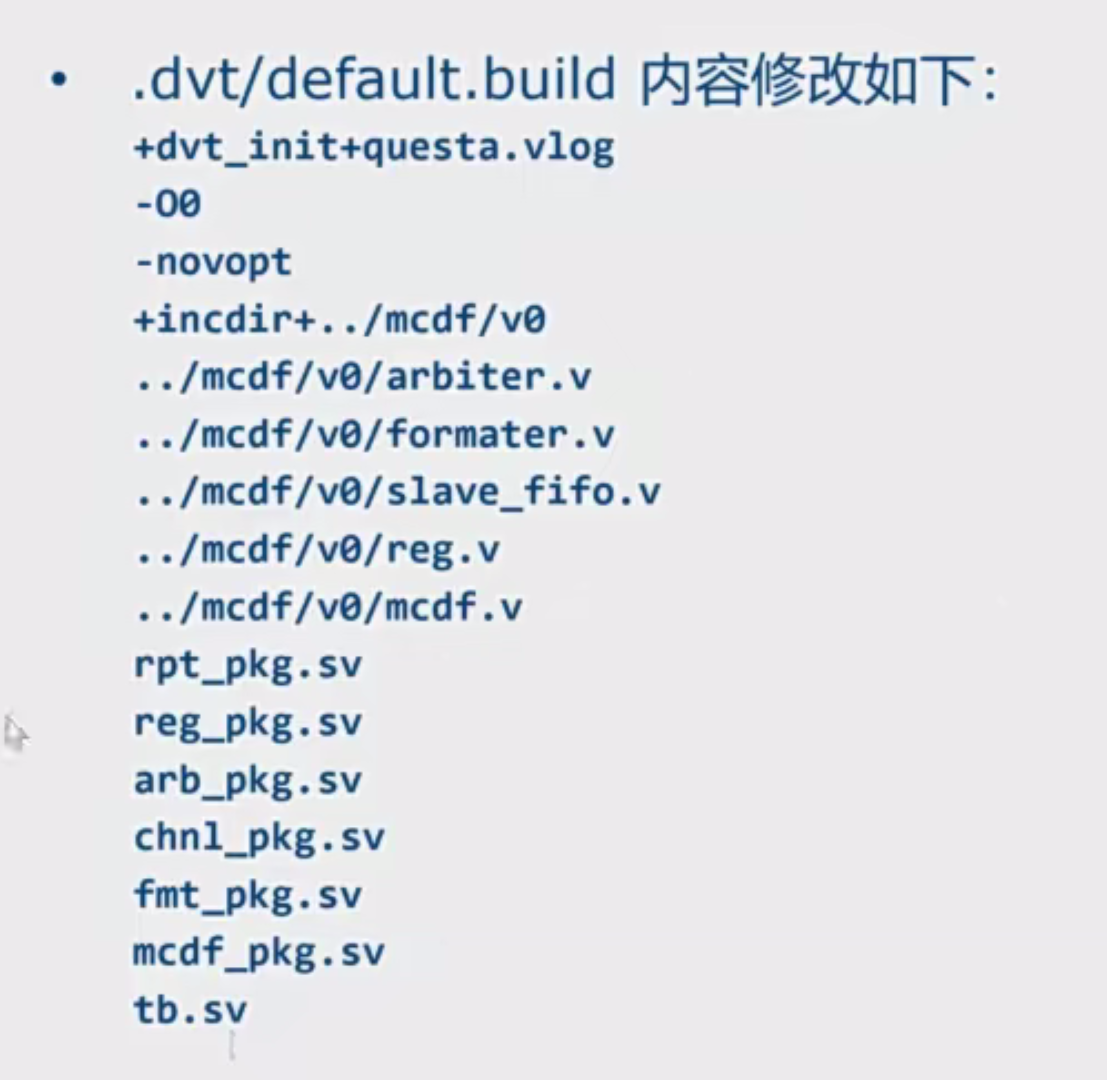 • .dvt/default.build 内容修改如下：
+dvt_init+questa.vlog
-O0
-novopt
+incdir+../mcdf/v0
../mcdf/v0/arbiter.v
../mcdf/v0/formater.v
../mcdf/v0/slave_fifo.v
../mcdf/v0/reg.v
../mcdf/v0/mcdf.v
rpt_pkg.sv
reg_pkg.sv
arb_pkg.sv
chnl_pkg.sv
fmt_pkg.sv
mcdf_pkg.sv
tb.sv